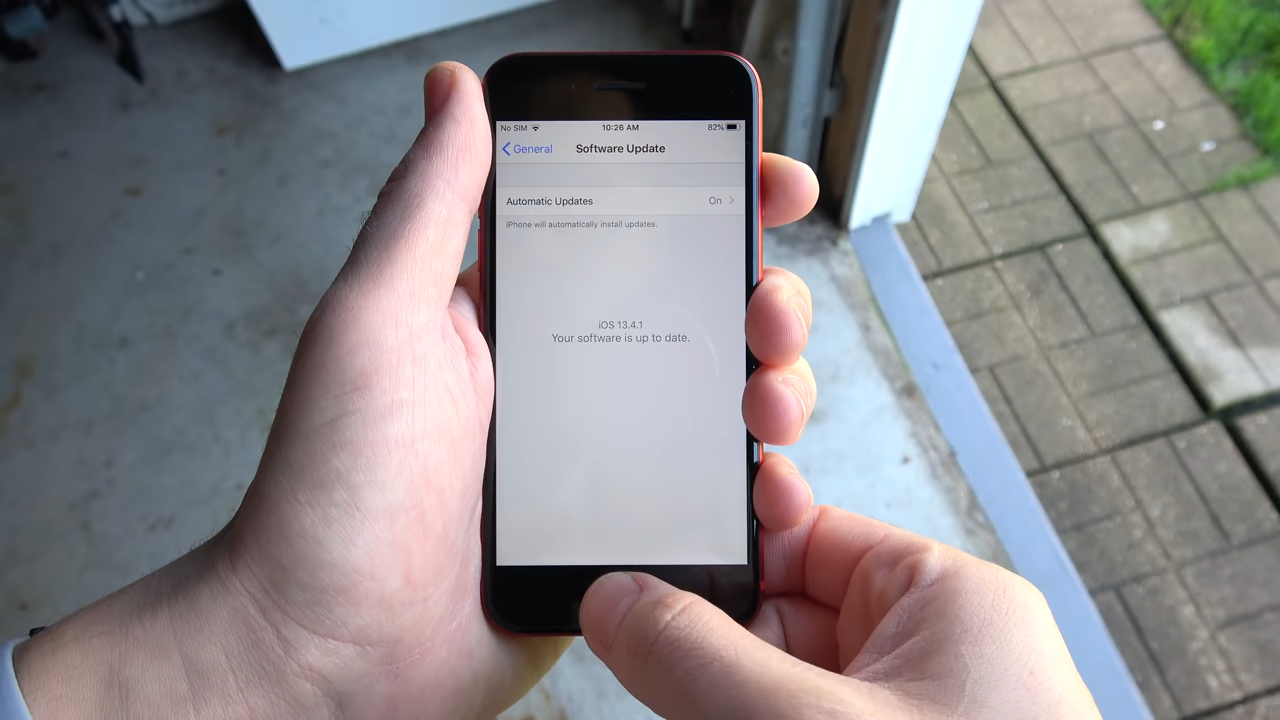 No SIM 10:26 AM 82%
General Software Update
Automatic Updates On
iPhone will automatically install updates.
iOS 13.4.1
Your software is up to date.